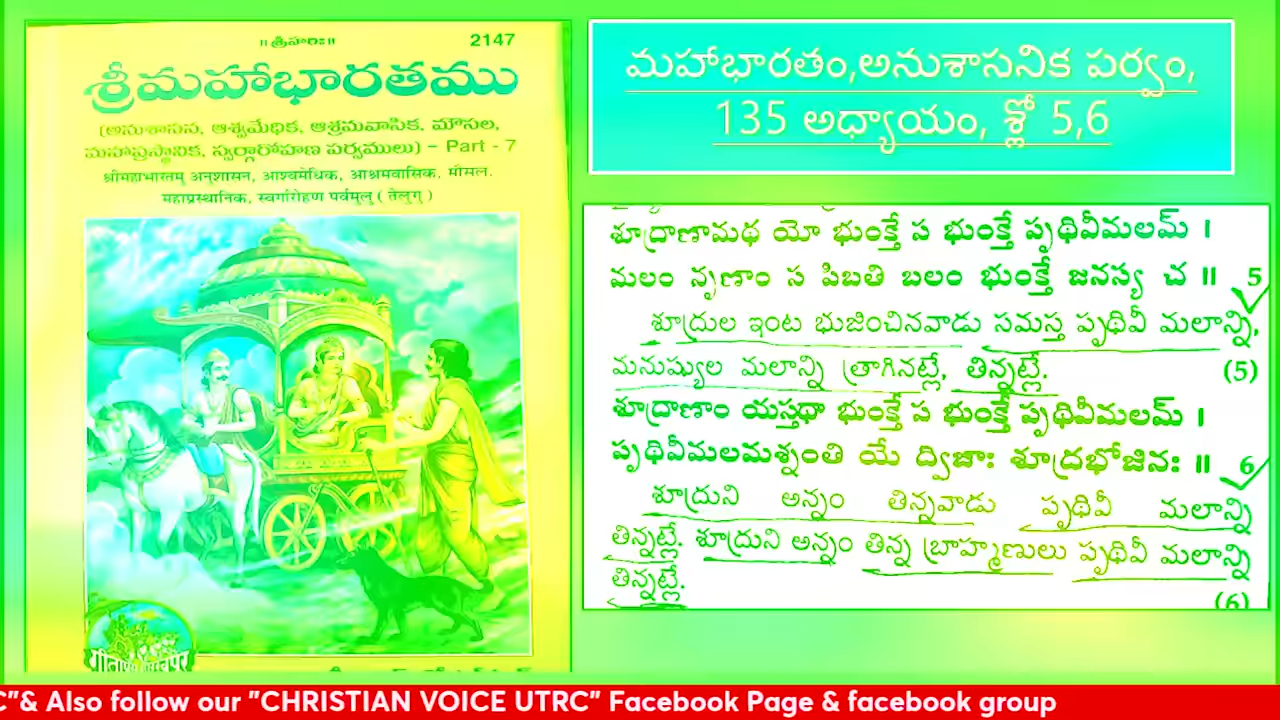 ॥ శ్రీహరిః ॥
2147
శ్రీమహాభారతము
(అనుశాసన, ఆశ్వమేధిక, ఆశ్రమవాసిక, మౌసల,
మహాప్రస్థానిక, స్వర్గారోహణ పర్వములు) - Part - 7
श्रीमहाभारतम् अनुशासन, आश्वमेधिक, आश्रमवासिक, मौसल,
महाप्रस्थानिक, स्वर्गारोहण पर्वमुलु ( तेलुगु )
गीताप्रेस गोरखपुर
మహాభారతం,అనుశాసనిక పర్వం,
135 అధ్యాయం, శ్లో 5,6
శూద్రాణామథ యో భుంక్తే స భుంక్తే పృథివీమలమ్ ।
మలం నృణాం స పిబతి బలం భుంక్తే జనస్య చ ॥ 5
శూద్రుల ఇంట భుజించినవాడు సమస్త పృథివీ మలాన్ని,
మనుష్యుల మలాన్ని త్రాగినట్లే, తిన్నట్లే. (5)
శూద్రాణాం యస్తథా భుంక్తే స భుంక్తే పృథివీమలమ్ ।
పృథివీమలమశ్నంతి యే ద్విజాః శూద్రభోజినః ॥ 6
శూద్రుని అన్నం తిన్నవాడు పృథివీ మలాన్ని
తిన్నట్లే. శూద్రుని అన్నం తిన్న బ్రాహ్మణులు పృథివీ మలాన్ని
తిన్నట్లే. (6)
C"& Also follow our "CHRISTIAN VOICE UTRC" Facebook Page & facebook group